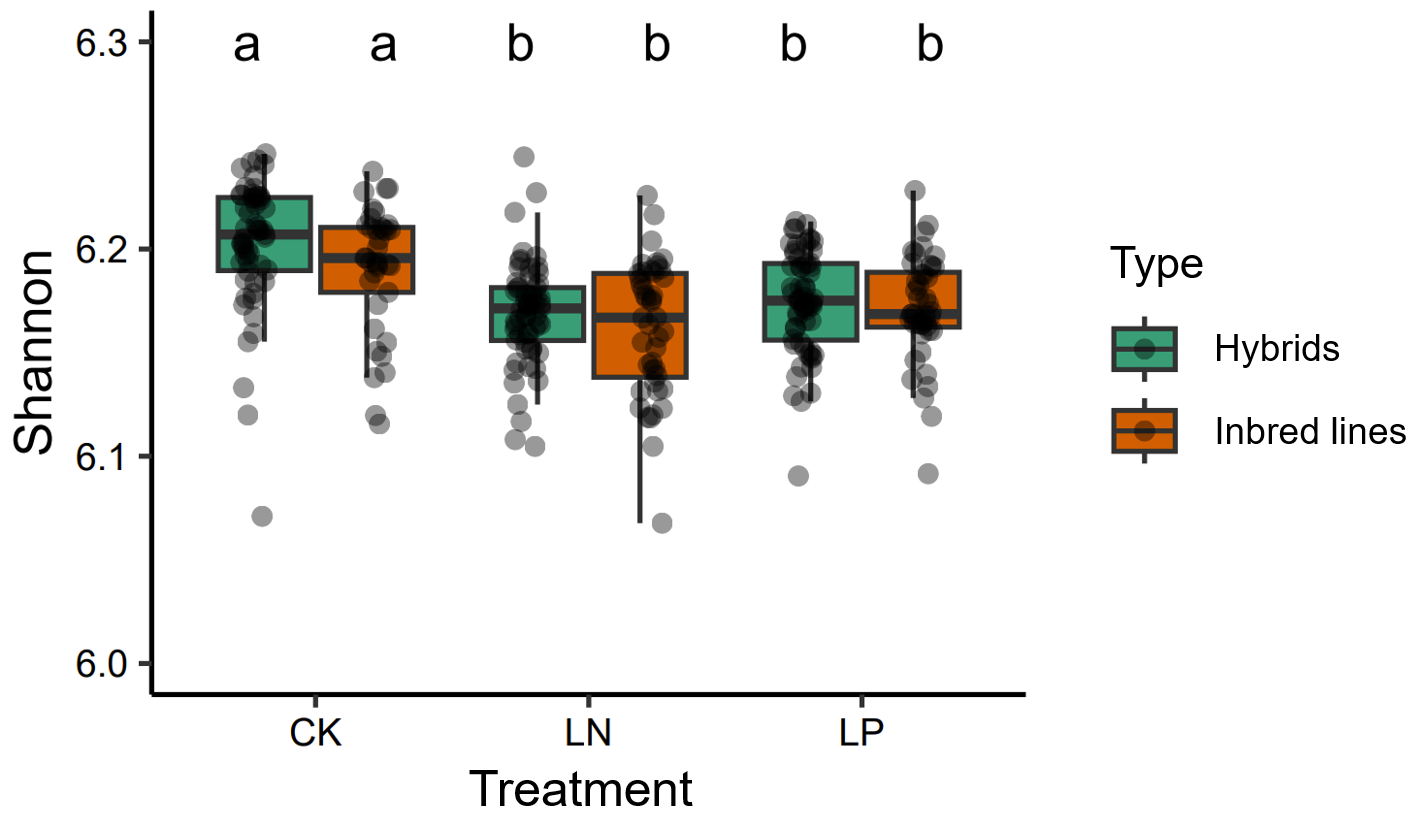 6.3
a a b b b b
6.2
6.1
6.0
Shannon
CK LN LP
Treatment
Type
Hybrids
Inbred lines